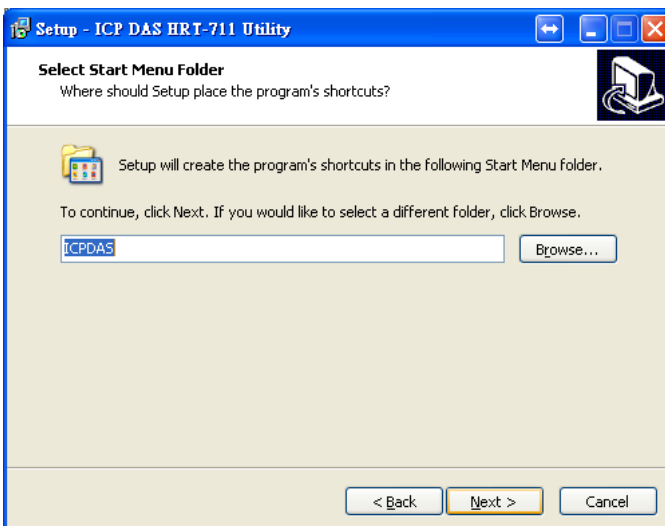 Setup - ICP DAS HRT-711 Utility
Select Start Menu Folder
Where should Setup place the program's shortcuts?
Setup will create the program's shortcuts in the following Start Menu folder.
To continue, click Next. If you would like to select a different folder, click Browse.
ICPDAS
Browse...
< Back
Next >
Cancel